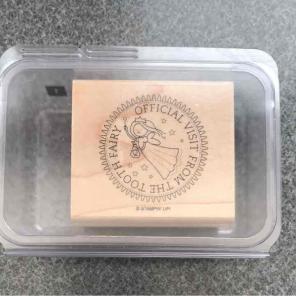 OFFICIAL VISIT FROM THE TOOTH FAIRY
© STAMPIN' UP!